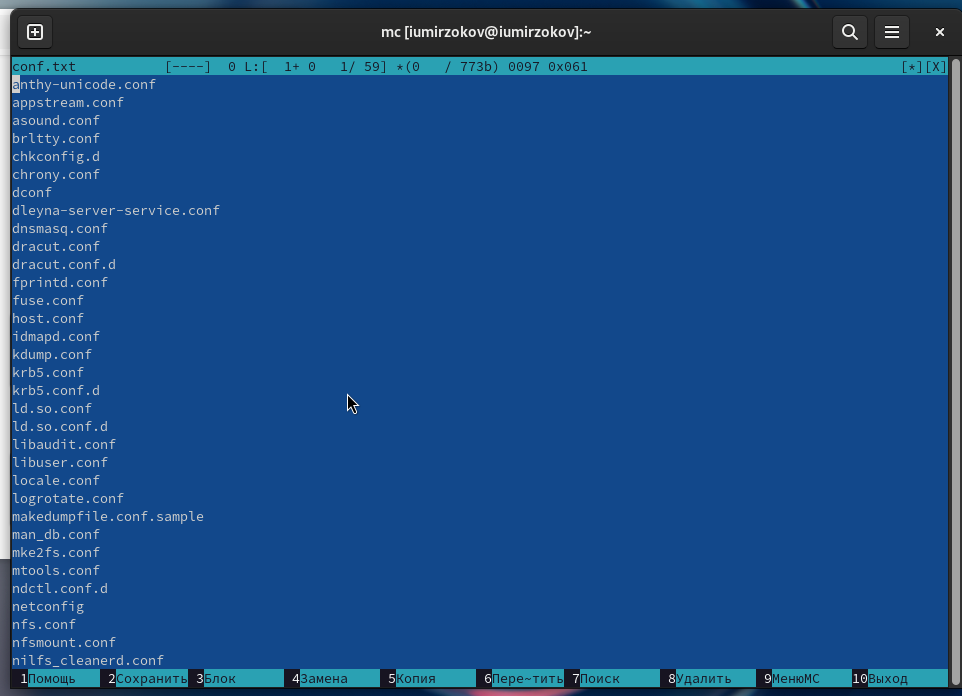 mc [iumirzokov@iumirzokov]:~
conf.txt [----] 0 L:[ 1+ 0 1/ 59] *(0 / 773b) 0097 0x061 [*][X]
anthy-unicode.conf
appstream.conf
asound.conf
brltty.conf
chkconfig.d
chrony.conf
dconf
dleyna-server-service.conf
dnsmasq.conf
dracut.conf
dracut.conf.d
fprintd.conf
fuse.conf
host.conf
idmapd.conf
kdump.conf
krb5.conf
krb5.conf.d
ld.so.conf
ld.so.conf.d
libaudit.conf
libuser.conf
locale.conf
logrotate.conf
makedumpfile.conf.sample
man_db.conf
mke2fs.conf
mtools.conf
ndctl.conf.d
netconfig
nfs.conf
nfsmount.conf
nilfs_cleanerd.conf
1Помощь 2Сохранить 3Блок 4Замена 5Копия 6Пере~тить 7Поиск 8Удалить 9МенюMC 10Выход